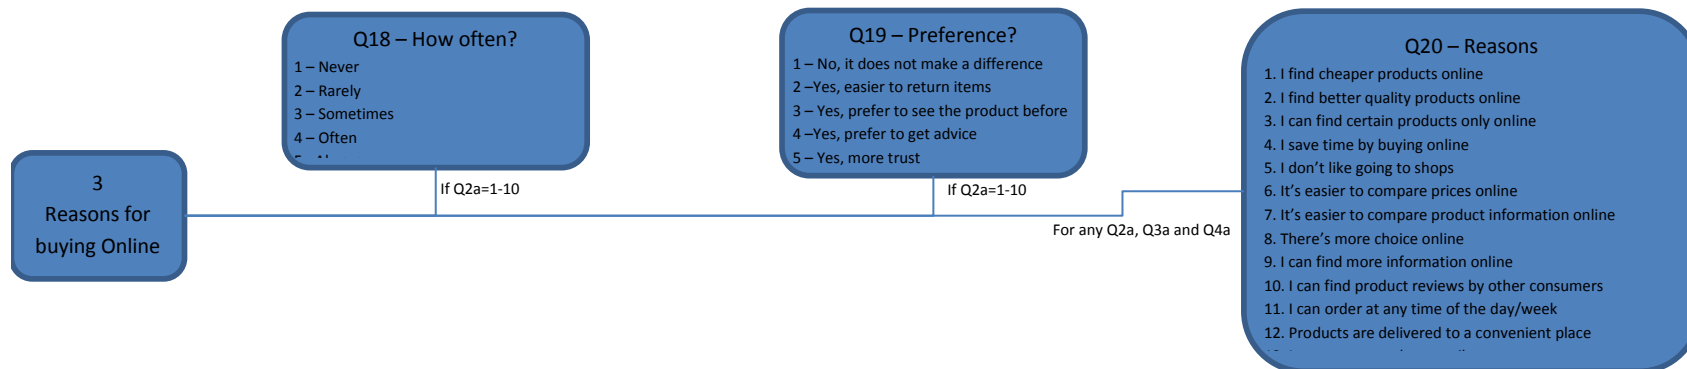 3
Reasons for
buying Online
Q18 – How often?
1 – Never
2 – Rarely
3 – Sometimes
4 – Often
If Q2a=1-10
Q19 – Preference?
1 – No, it does not make a difference
2 –Yes, easier to return items
3 – Yes, prefer to see the product before
4 –Yes, prefer to get advice
5 – Yes, more trust
If Q2a=1-10
For any Q2a, Q3a and Q4a
Q20 – Reasons
1. I find cheaper products online
2. I find better quality products online
3. I can find certain products only online
4. I save time by buying online
5. I don’t like going to shops
6. It’s easier to compare prices online
7. It’s easier to compare product information online
8. There’s more choice online
9. I can find more information online
10. I can find product reviews by other consumers
11. I can order at any time of the day/week
12. Products are delivered to a convenient place